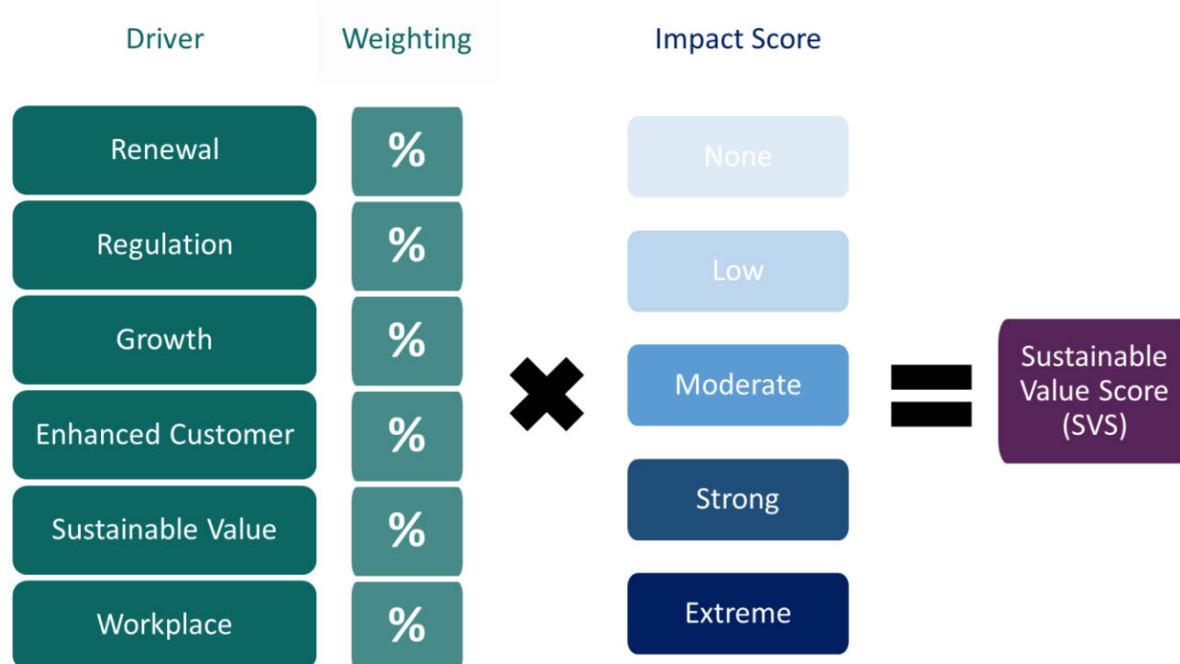 Driver
Weighting
Impact Score
Renewal
%
Regulation
%
Growth
%
Enhanced Customer
%
Sustainable Value
%
Workplace
%
None
Low
Moderate
Strong
Extreme
Sustainable
Value Score
(SVS)